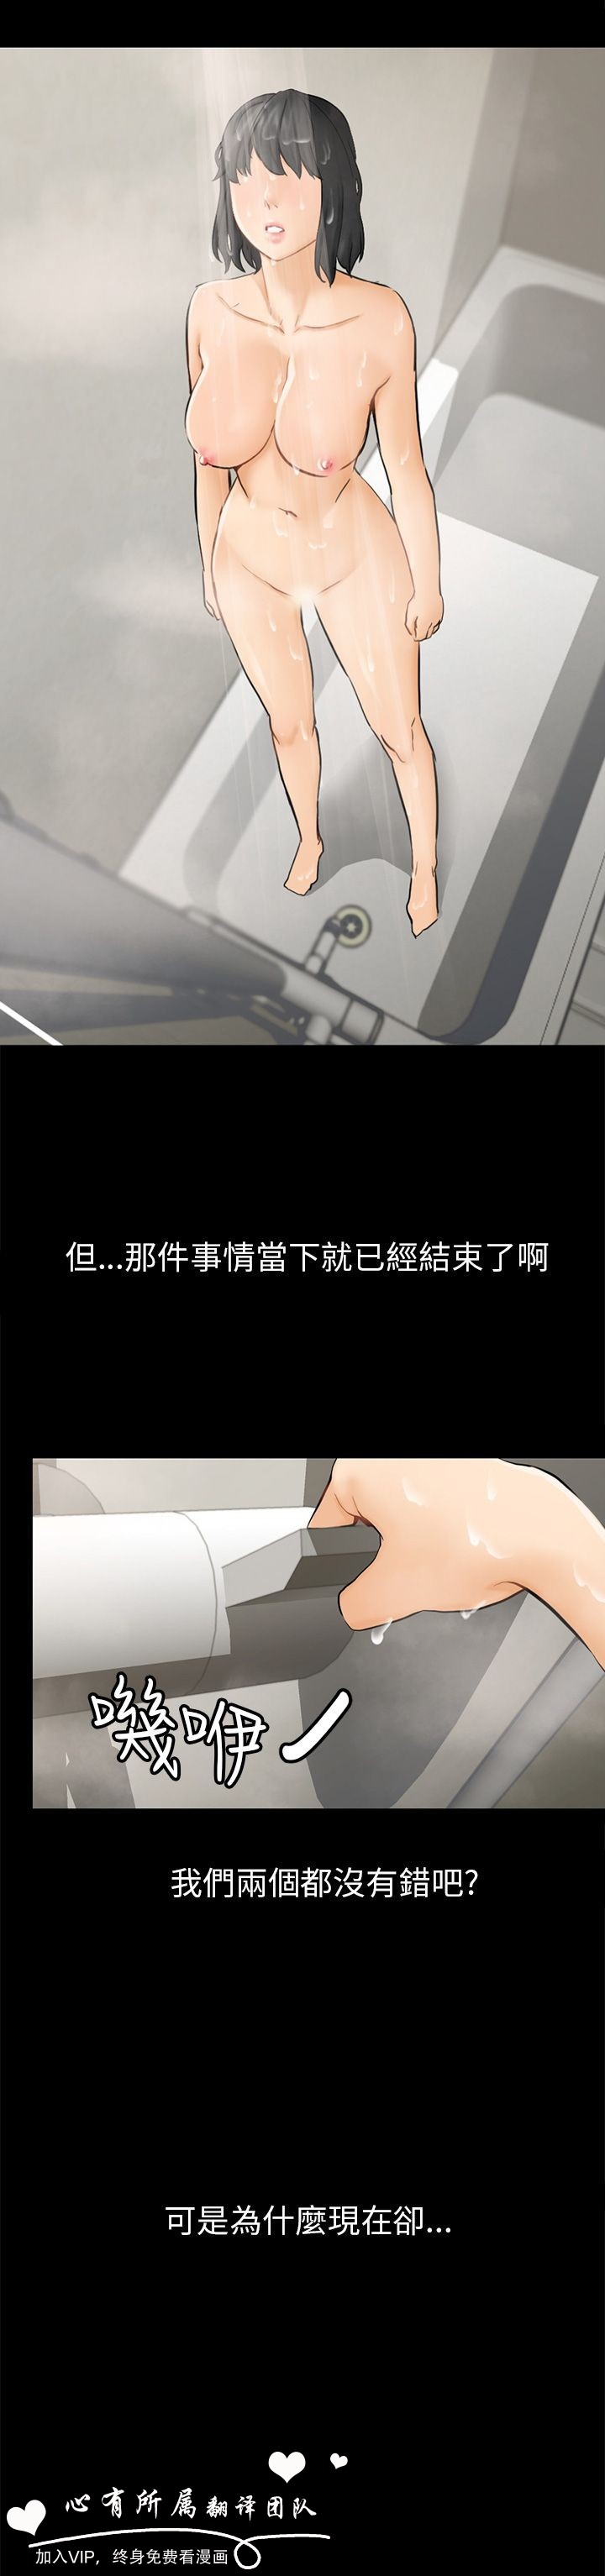 但...那件事情當下就已經結束了啊
嘰咿
我們兩個都沒有錯吧?
可是為什麼現在卻...
心有所属翻译团队
加入VIP，终身免费看漫画